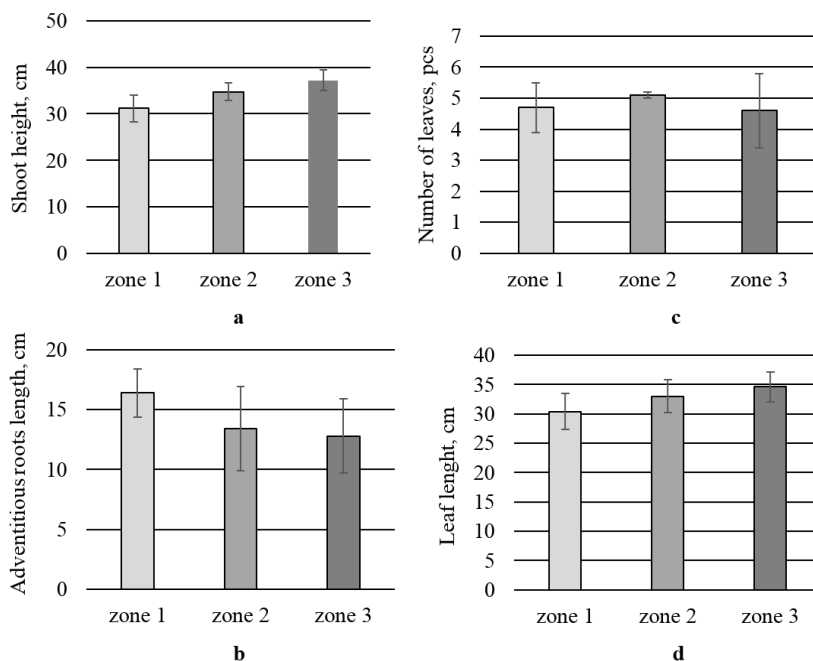 Shoot height, cm
50
40
30
20
10
0
zone 1 zone 2 zone 3
a
Number of leaves, pcs
7
6
5
4
3
2
1
0
zone 1 zone 2 zone 3
c
Adventitious roots length, cm
20
15
10
5
0
zone 1 zone 2 zone 3
b
Leaf lenght, cm
40
35
30
25
20
15
10
5
0
zone 1 zone 2 zone 3
d